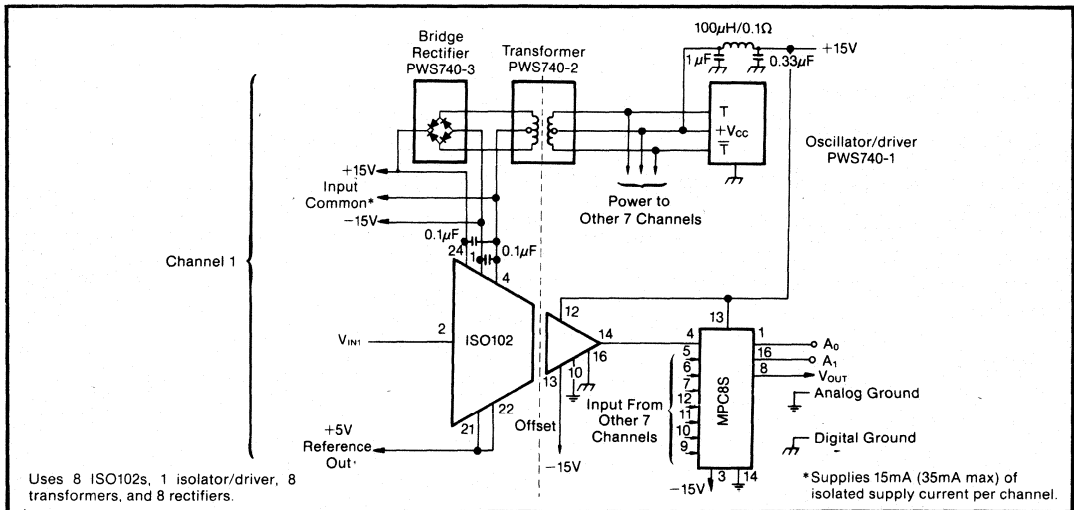 100µH/0.1Ω
+15V
1µF
0.33µF
Bridge
Rectifier
PWS740-3
Transformer
PWS740-2
T
+VCC
T̅
Oscillator/driver
PWS740-1
Power to
Other 7 Channels
+15V
Input
Common*
−15V
0.1µF
0.1µF
24
1
4
Channel 1
VIN1
2
ISO102
12
14
16
10
13
Offset
−15V
22
21
+5V
Reference
Out
13
4
5
6
7
12
11
10
9
Input From
Other 7
Channels
MPC8S
1
16
8
A0
A1
VOUT
Analog Ground
Digital Ground
3
14
−15V
Uses 8 ISO102s, 1 isolator/driver, 8
transformers, and 8 rectifiers.
*Supplies 15mA (35mA max) of
isolated supply current per channel.